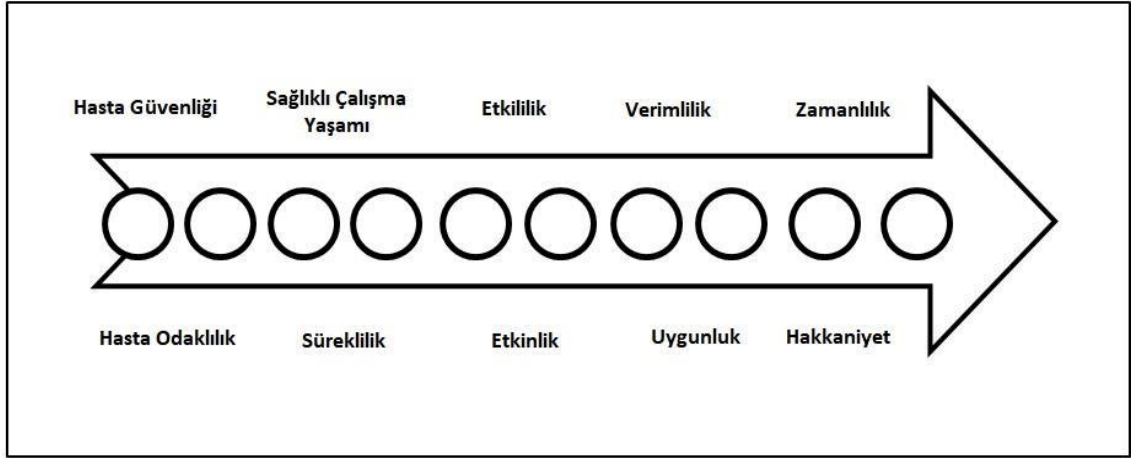 Hasta Güvenliği
Sağlıklı Çalışma
Yaşamı
Etkililik
Verimlilik
Zamanlılık
Hasta Odaklılık
Süreklilik
Etkinlik
Uygunluk
Hakkaniyet